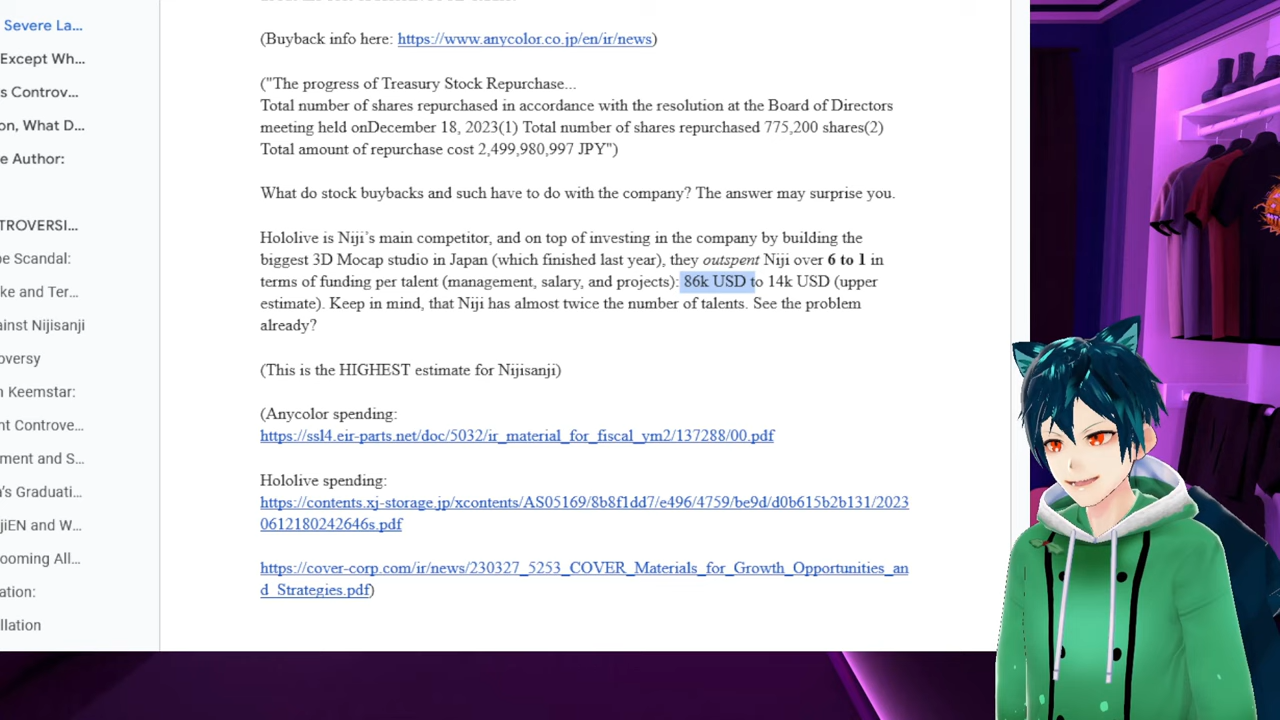 Severe La...
Except Wh...
s Controv...
on, What D...
e Author:
TROVERSI...
pe Scandal:
ke and Ter...
ainst Nijisanji
oversy
n Keemstar:
nt Controve...
ment and S...
a's Graduati...
jiEN and W...
ooming All...
ation:
llation
(Buyback info here: https://www.anycolor.co.jp/en/ir/news)
("The progress of Treasury Stock Repurchase...
Total number of shares repurchased in accordance with the resolution at the Board of Directors
meeting held onDecember 18, 2023(1) Total number of shares repurchased 775,200 shares(2)
Total amount of repurchase cost 2,499,980,997 JPY")
What do stock buybacks and such have to do with the company? The answer may surprise you.
Hololive is Niji's main competitor, and on top of investing in the company by building the
biggest 3D Mocap studio in Japan (which finished last year), they outspent Niji over 6 to 1 in
terms of funding per talent (management, salary, and projects): 86k USD to 14k USD (upper
estimate). Keep in mind, that Niji has almost twice the number of talents. See the problem
already?
(This is the HIGHEST estimate for Nijisanji)
(Anycolor spending:
https://ssl4.eir-parts.net/doc/5032/ir_material_for_fiscal_ym2/137288/00.pdf
Hololive spending:
https://contents.xj-storage.jp/xcontents/AS05169/8b8f1dd7/e496/4759/be9d/d0b615b2b131/2023
0612180242646s.pdf
https://cover-corp.com/ir/news/230327_5253_COVER_Materials_for_Growth_Opportunities_an
d_Strategies.pdf)